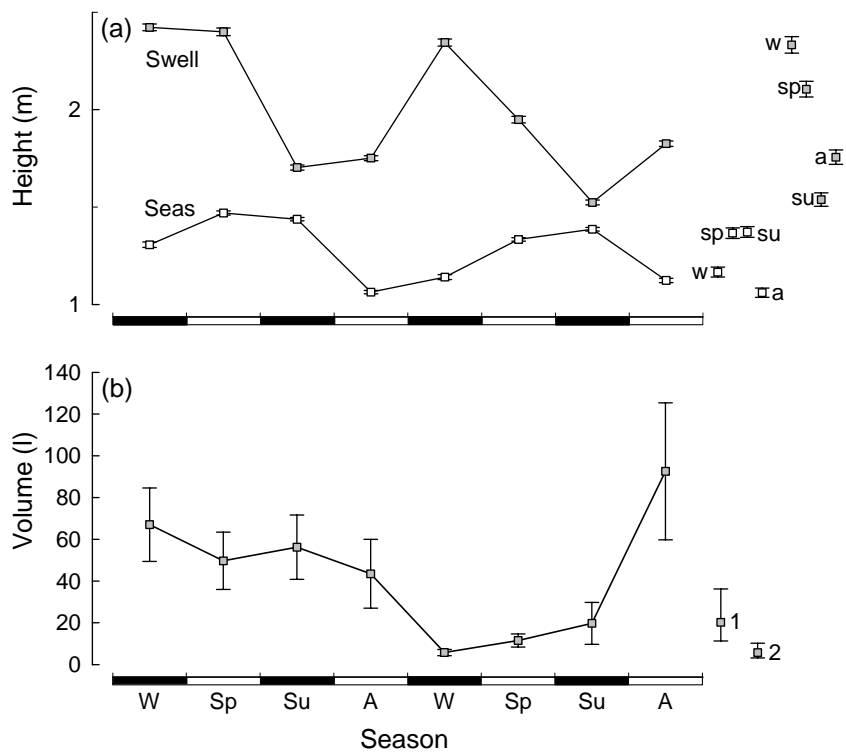 (a)
Swell
Seas
Height (m)
2
1
w
sp
a
su
sp su
w
a
(b)
Volume (l)
140
120
100
80
60
40
20
0
1
2
W Sp Su A W Sp Su A
Season